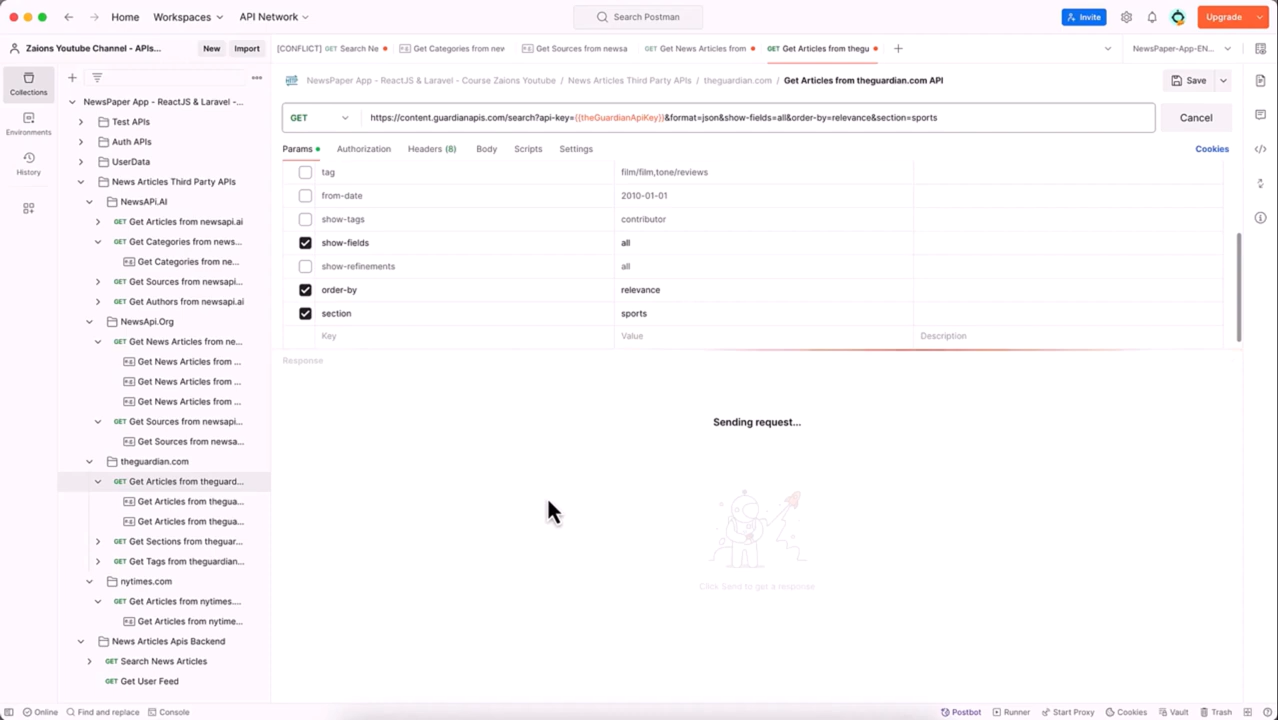 Home
Workspaces
API Network
Search Postman
Invite
Upgrade
Zaions Youtube Channel - APIs...
New
Import
[CONFLICT] Search Ne
Get Categories from new
Get Sources from newsa
GET Get News Articles from
GET Get Articles from thegu
NewsPaper-App-EN...
Collections
Environments
History
NewsPaper App - ReactJS & Laravel -...
Test APIs
Auth APIs
UserData
News Articles Third Party APIs
NewsAPi.AI
GET Get Articles from newsapi.ai
GET Get Categories from news...
Get Categories from ne...
GET Get Sources from newsapi...
GET Get Authors from newsapi.ai
NewsApi.Org
GET Get News Articles from ne...
Get News Articles from ...
Get News Articles from ...
Get News Articles from ...
GET Get Sources from newsapi...
Get Sources from newsa...
theguardian.com
GET Get Articles from theguard...
Get Articles from thegua...
Get Articles from thegua...
GET Get Sections from theguar...
GET Get Tags from theguardian...
nytimes.com
GET Get Articles from nytimes....
Get Articles from nytime...
News Articles Apis Backend
GET Search News Articles
GET Get User Feed
NewsPaper App - ReactJS & Laravel - Course Zaions Youtube / News Articles Third Party APIs / theguardian.com / Get Articles from theguardian.com API
Save
GET
https://content.guardianapis.com/search?api-key={{theGuardianApiKey}}&format=json&show-fields=all&order-by=relevance&section=sports
Cancel
Params
Authorization
Headers (8)
Body
Scripts
Settings
Cookies
tag film/film,tone/reviews
from-date 2010-01-01
show-tags contributor
show-fields all
show-refinements all
order-by relevance
section sports
Key Value Description
Response
Sending request...
Click Send to get a response
Online
Find and replace
Console
Postbot
Runner
Start Proxy
Cookies
Vault
Trash